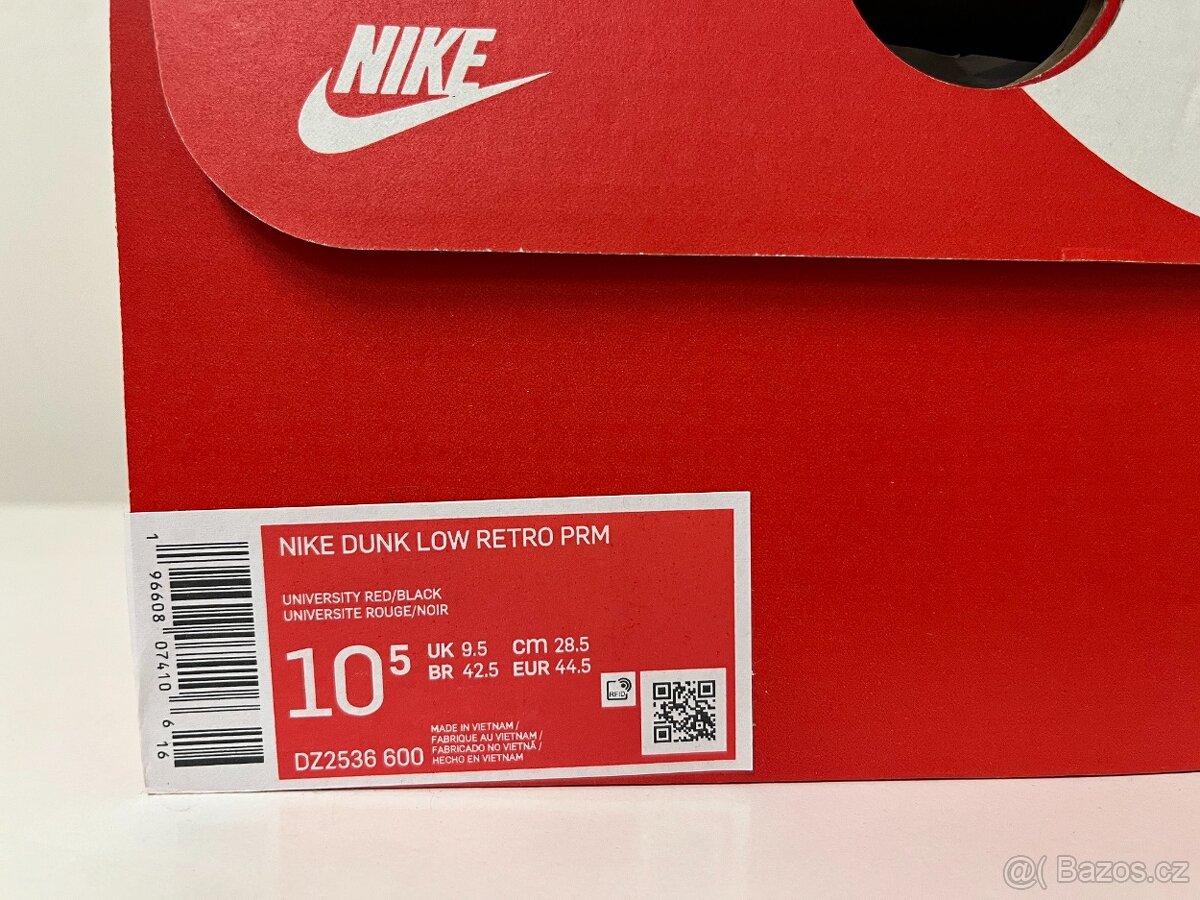 NIKE
NIKE DUNK LOW RETRO PRM
UNIVERSITY RED/BLACK
UNIVERSITE ROUGE/NOIR
10⁵ UK 9.5 cm 28.5
BR 42.5 EUR 44.5
RFID
DZ2536 600
MADE IN VIETNAM /
FABRIQUE AU VIETNAM /
FABRICADO NO VIETNÃ /
HECHO EN VIETNAM
1 96608 07410 6 16
@( Bazos.cz